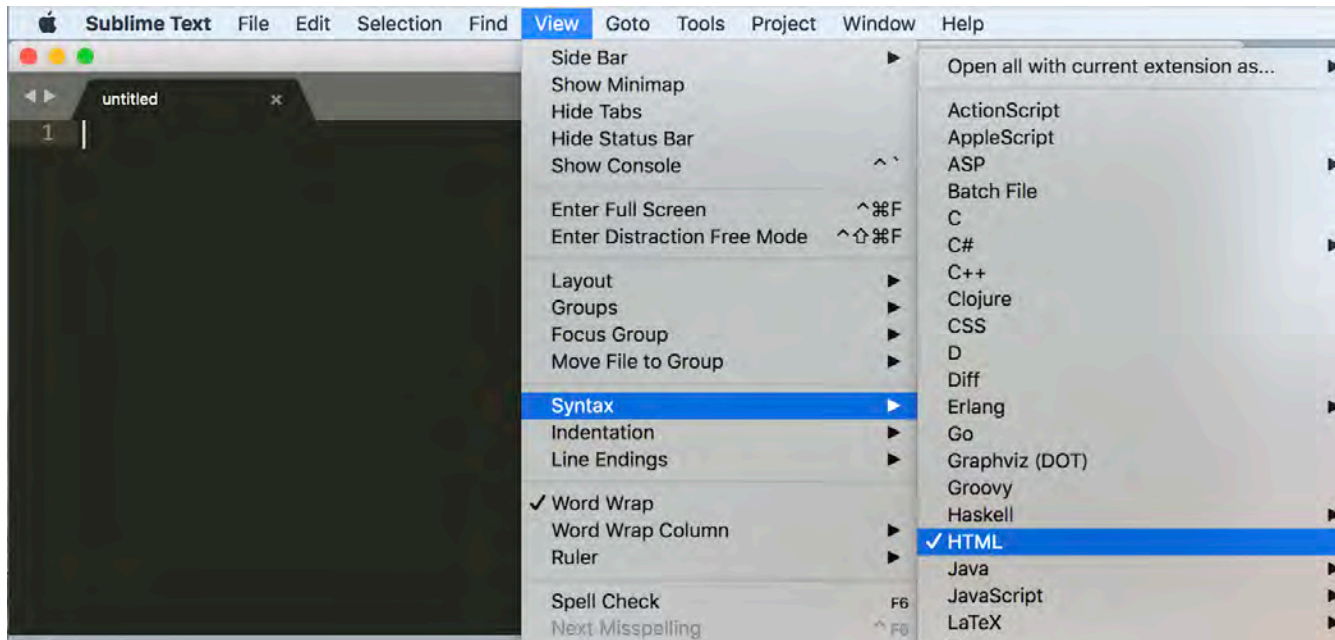 Sublime Text File Edit Selection Find View Goto Tools Project Window Help
untitled ×
1
Side Bar ▶
Show Minimap
Hide Tabs
Hide Status Bar
Show Console ^`
Enter Full Screen ^⌘F
Enter Distraction Free Mode ^⇧⌘F
Layout ▶
Groups ▶
Focus Group ▶
Move File to Group ▶
Syntax ▶
Indentation ▶
Line Endings ▶
✓ Word Wrap
Word Wrap Column ▶
Ruler ▶
Spell Check F6
Next Misspelling ^F6
Open all with current extension as... ▶
ActionScript
AppleScript
ASP ▶
Batch File
C
C# ▶
C++
Clojure
CSS
D
Diff
Erlang ▶
Go
Graphviz (DOT)
Groovy
Haskell ▶
✓ HTML
Java ▶
JavaScript ▶
LaTeX ▶